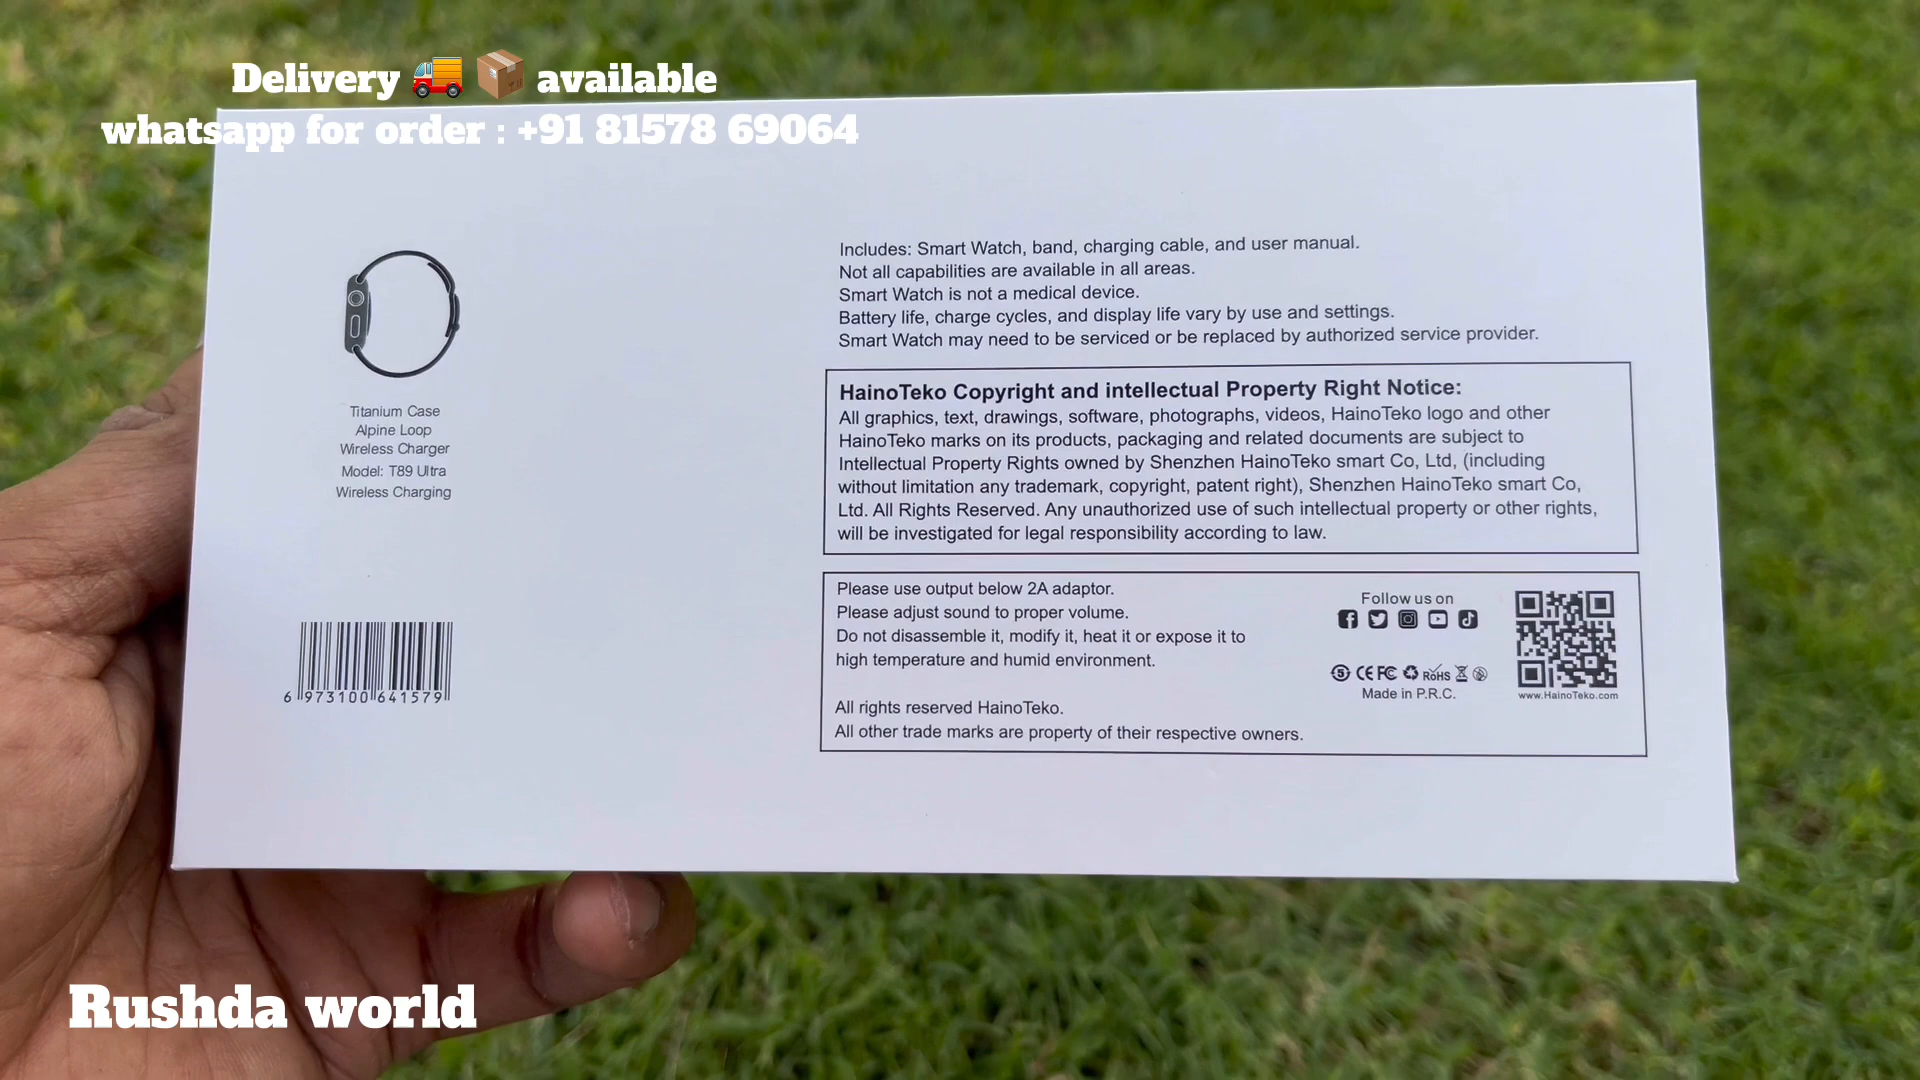 Delivery 🚚 📦 available
whatsapp for order : +91 81578 69064
Titanium Case
Alpine Loop
Wireless Charger
Model: T89 Ultra
Wireless Charging
6 973100 641579
Includes: Smart Watch, band, charging cable, and user manual.
Not all capabilities are available in all areas.
Smart Watch is not a medical device.
Battery life, charge cycles, and display life vary by use and settings.
Smart Watch may need to be serviced or be replaced by authorized service provider.
HainoTeko Copyright and intellectual Property Right Notice:
All graphics, text, drawings, software, photographs, videos, HainoTeko logo and other
HainoTeko marks on its products, packaging and related documents are subject to
Intellectual Property Rights owned by Shenzhen HainoTeko smart Co, Ltd, (including
without limitation any trademark, copyright, patent right), Shenzhen HainoTeko smart Co,
Ltd. All Rights Reserved. Any unauthorized use of such intellectual property or other rights,
will be investigated for legal responsibility according to law.
Please use output below 2A adaptor.
Please adjust sound to proper volume.
Do not disassemble it, modify it, heat it or expose it to
high temperature and humid environment.
All rights reserved HainoTeko.
All other trade marks are property of their respective owners.
Follow us on
5 CE FC RoHS
Made in P.R.C.
www.HainoTeko.com
Rushda world